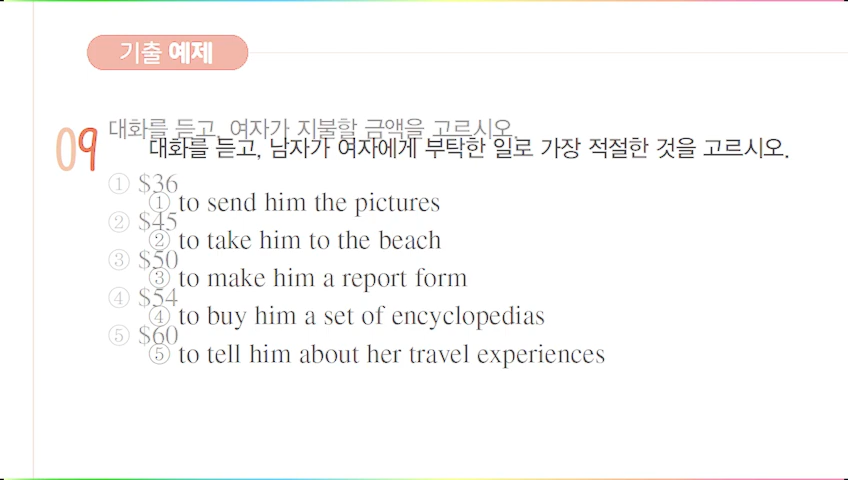 기출 예제
09
대화를 듣고, 여자가 지불할 금액을 고르시오.
① $36
② $45
③ $50
④ $54
⑤ $60
대화를 듣고, 남자가 여자에게 부탁한 일로 가장 적절한 것을 고르시오.
① to send him the pictures
② to take him to the beach
③ to make him a report form
④ to buy him a set of encyclopedias
⑤ to tell him about her travel experiences